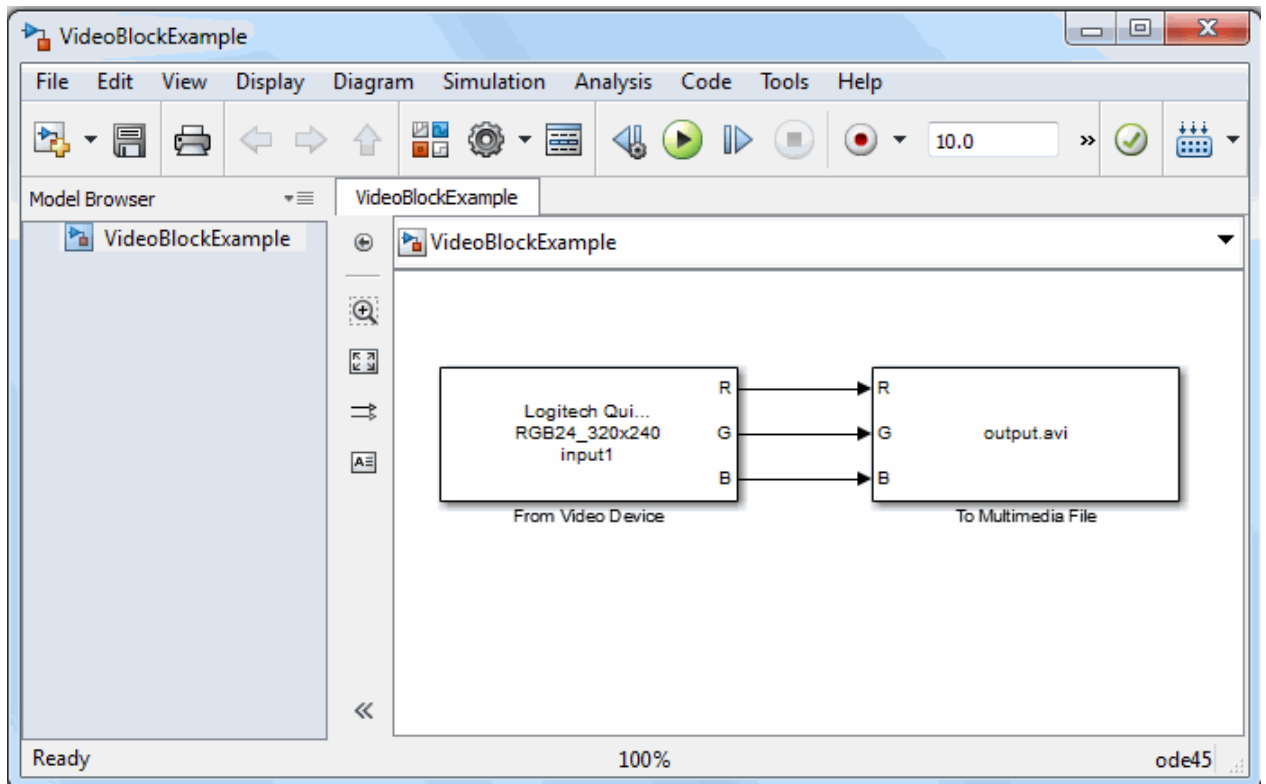 VideoBlockExample
File Edit View Display Diagram Simulation Analysis Code Tools Help
10.0
Model Browser
VideoBlockExample
VideoBlockExample
VideoBlockExample
R
G
B
Logitech Qui...
RGB24_320x240
input1
From Video Device
R
G
B
output.avi
To Multimedia File
Ready 100% ode45